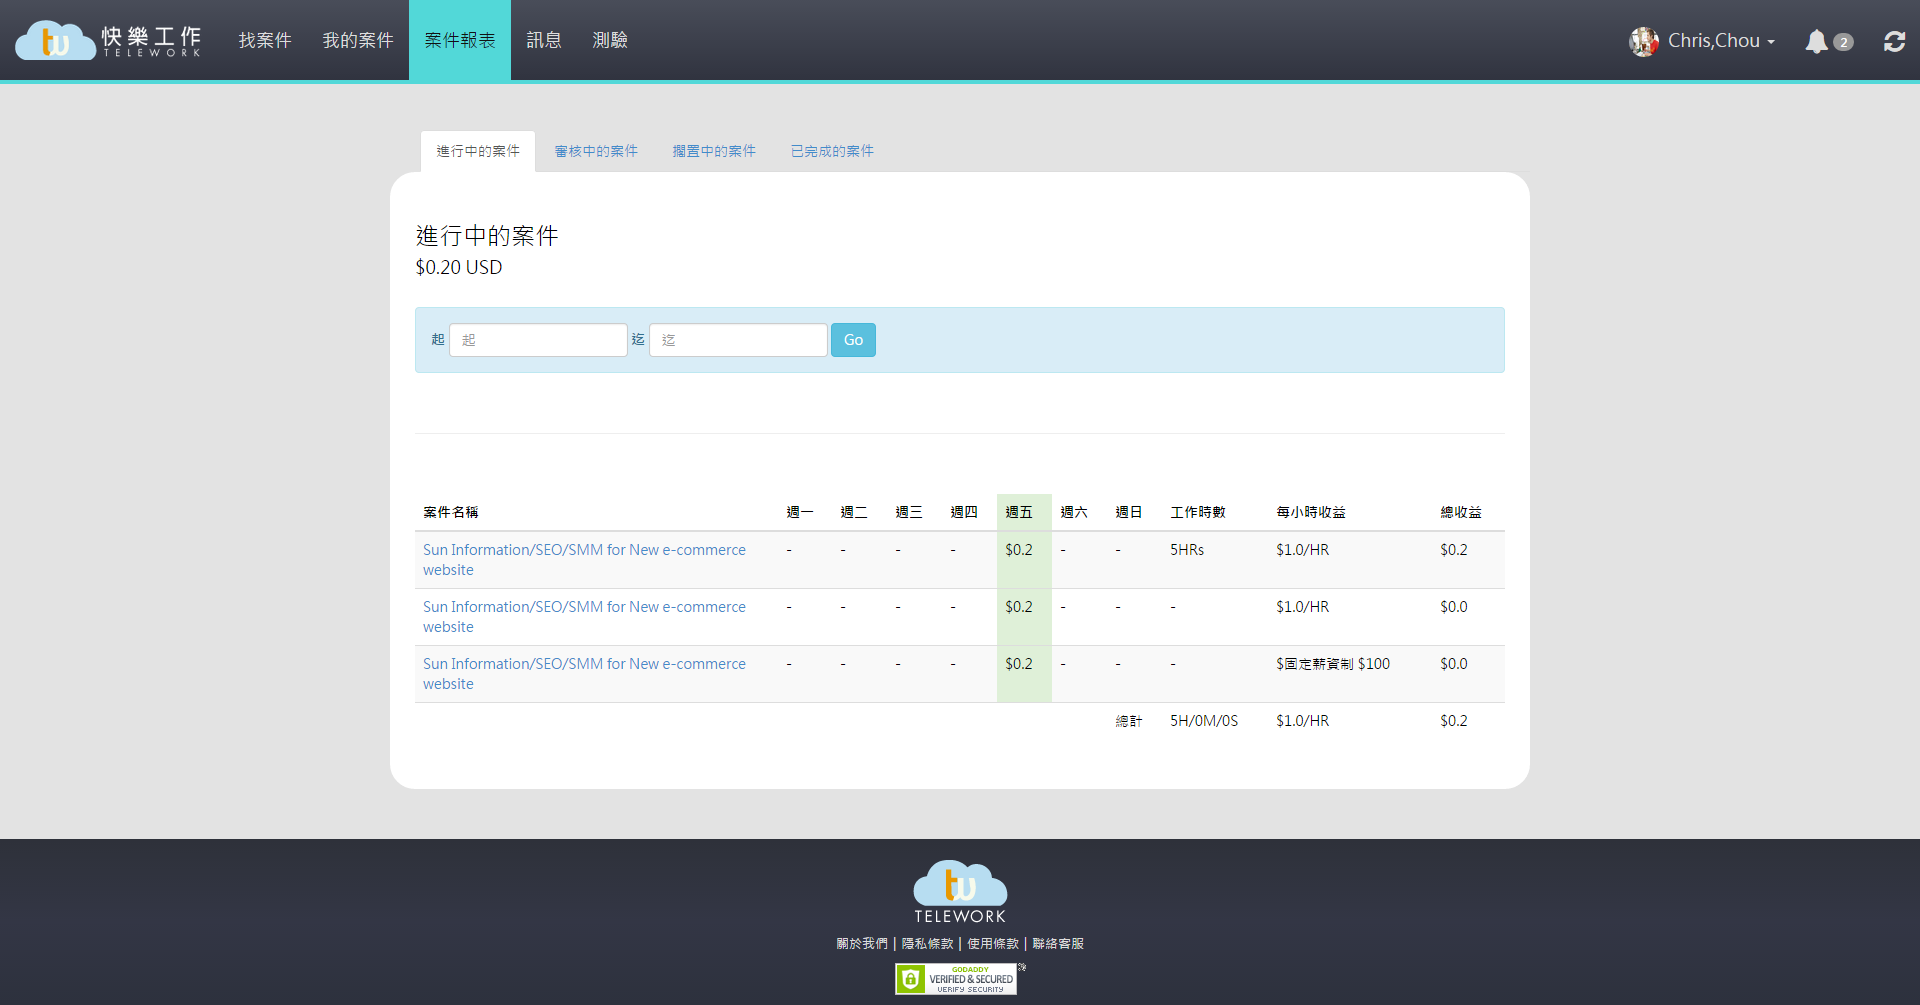 tw 快樂工作 TELEWORK 找案件 我的案件 案件報表 訊息 測驗 Chris,Chou 2
進行中的案件 審核中的案件 擱置中的案件 已完成的案件
進行中的案件
$0.20 USD
起 起 迄 迄 Go
案件名稱 週一 週二 週三 週四 週五 週六 週日 工作時數 每小時收益 總收益
Sun Information/SEO/SMM for New e-commerce - - - - $0.2 - - 5HRs $1.0/HR $0.2
website
Sun Information/SEO/SMM for New e-commerce - - - - $0.2 - - - $1.0/HR $0.0
website
Sun Information/SEO/SMM for New e-commerce - - - - $0.2 - - - $固定薪資制 $100 $0.0
website
總計 5H/0M/0S $1.0/HR $0.2
tw
TELEWORK
關於我們 | 隱私條款 | 使用條款 | 聯絡客服
GODADDY
VERIFIED & SECURED
VERIFY SECURITY